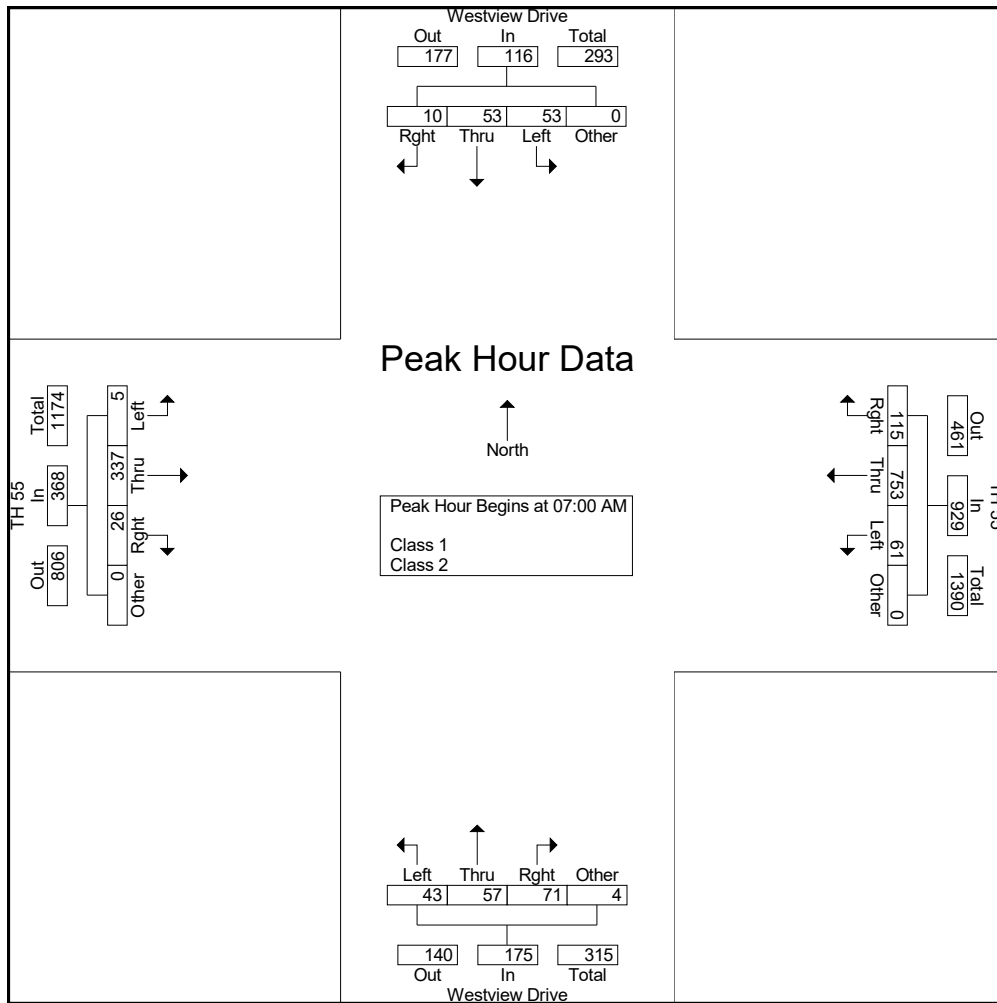 Westview Drive
Out In Total
177 116 293
10 53 53 0
Rght Thru Left Other
Peak Hour Data
North
Peak Hour Begins at 07:00 AM
Class 1
Class 2
TH 55
Total In Out
1174 368 806
5 337 26 0
Left Thru Rght Other
Rght Thru Left Other
115 753 61 0
Out In Total
461 929 1390
Left Thru Rght Other
43 57 71 4
140 175 315
Out In Total
Westview Drive